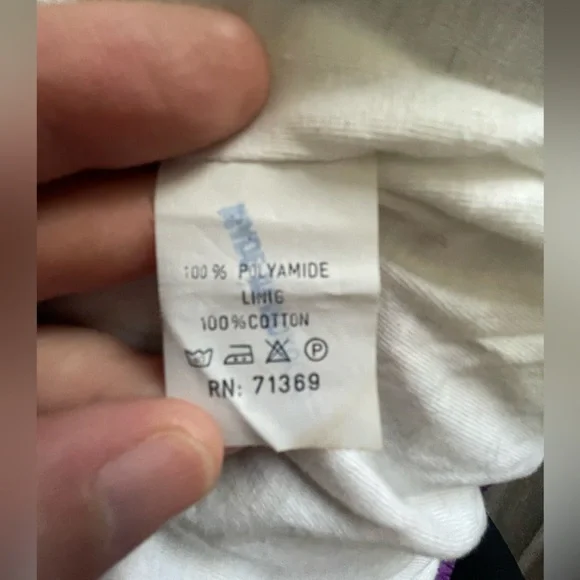 100 % POLYAMIDE
LINIG
100%COTTON
P
RN: 71369